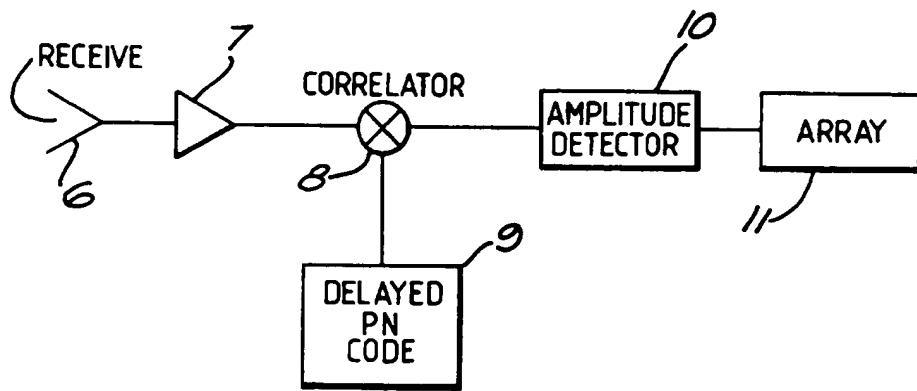 RECEIVE
6
7
CORRELATOR
8
DELAYED
PN
CODE
9
AMPLITUDE
DETECTOR
10
ARRAY
11